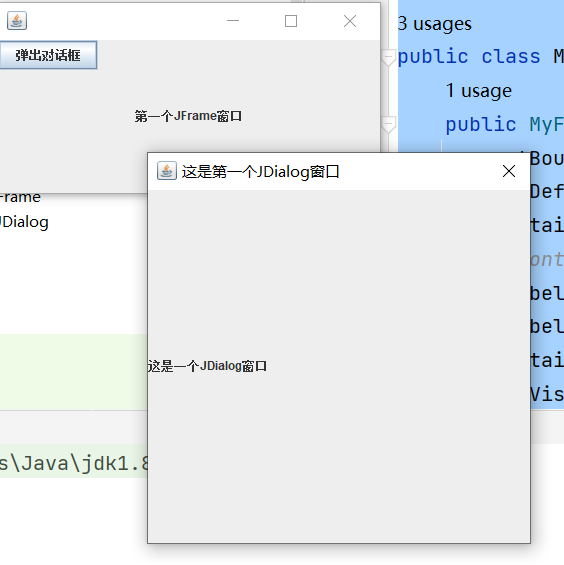 弹出对话框
第一个JFrame窗口
3 usages
public class M
1 usage
public MyF
Frame
JDialog
这是第一个JDialog窗口
这是一个JDialog窗口
Bou
Def
tai
ont
bel
bel
tai
Vis
s\Java\jdk1.8